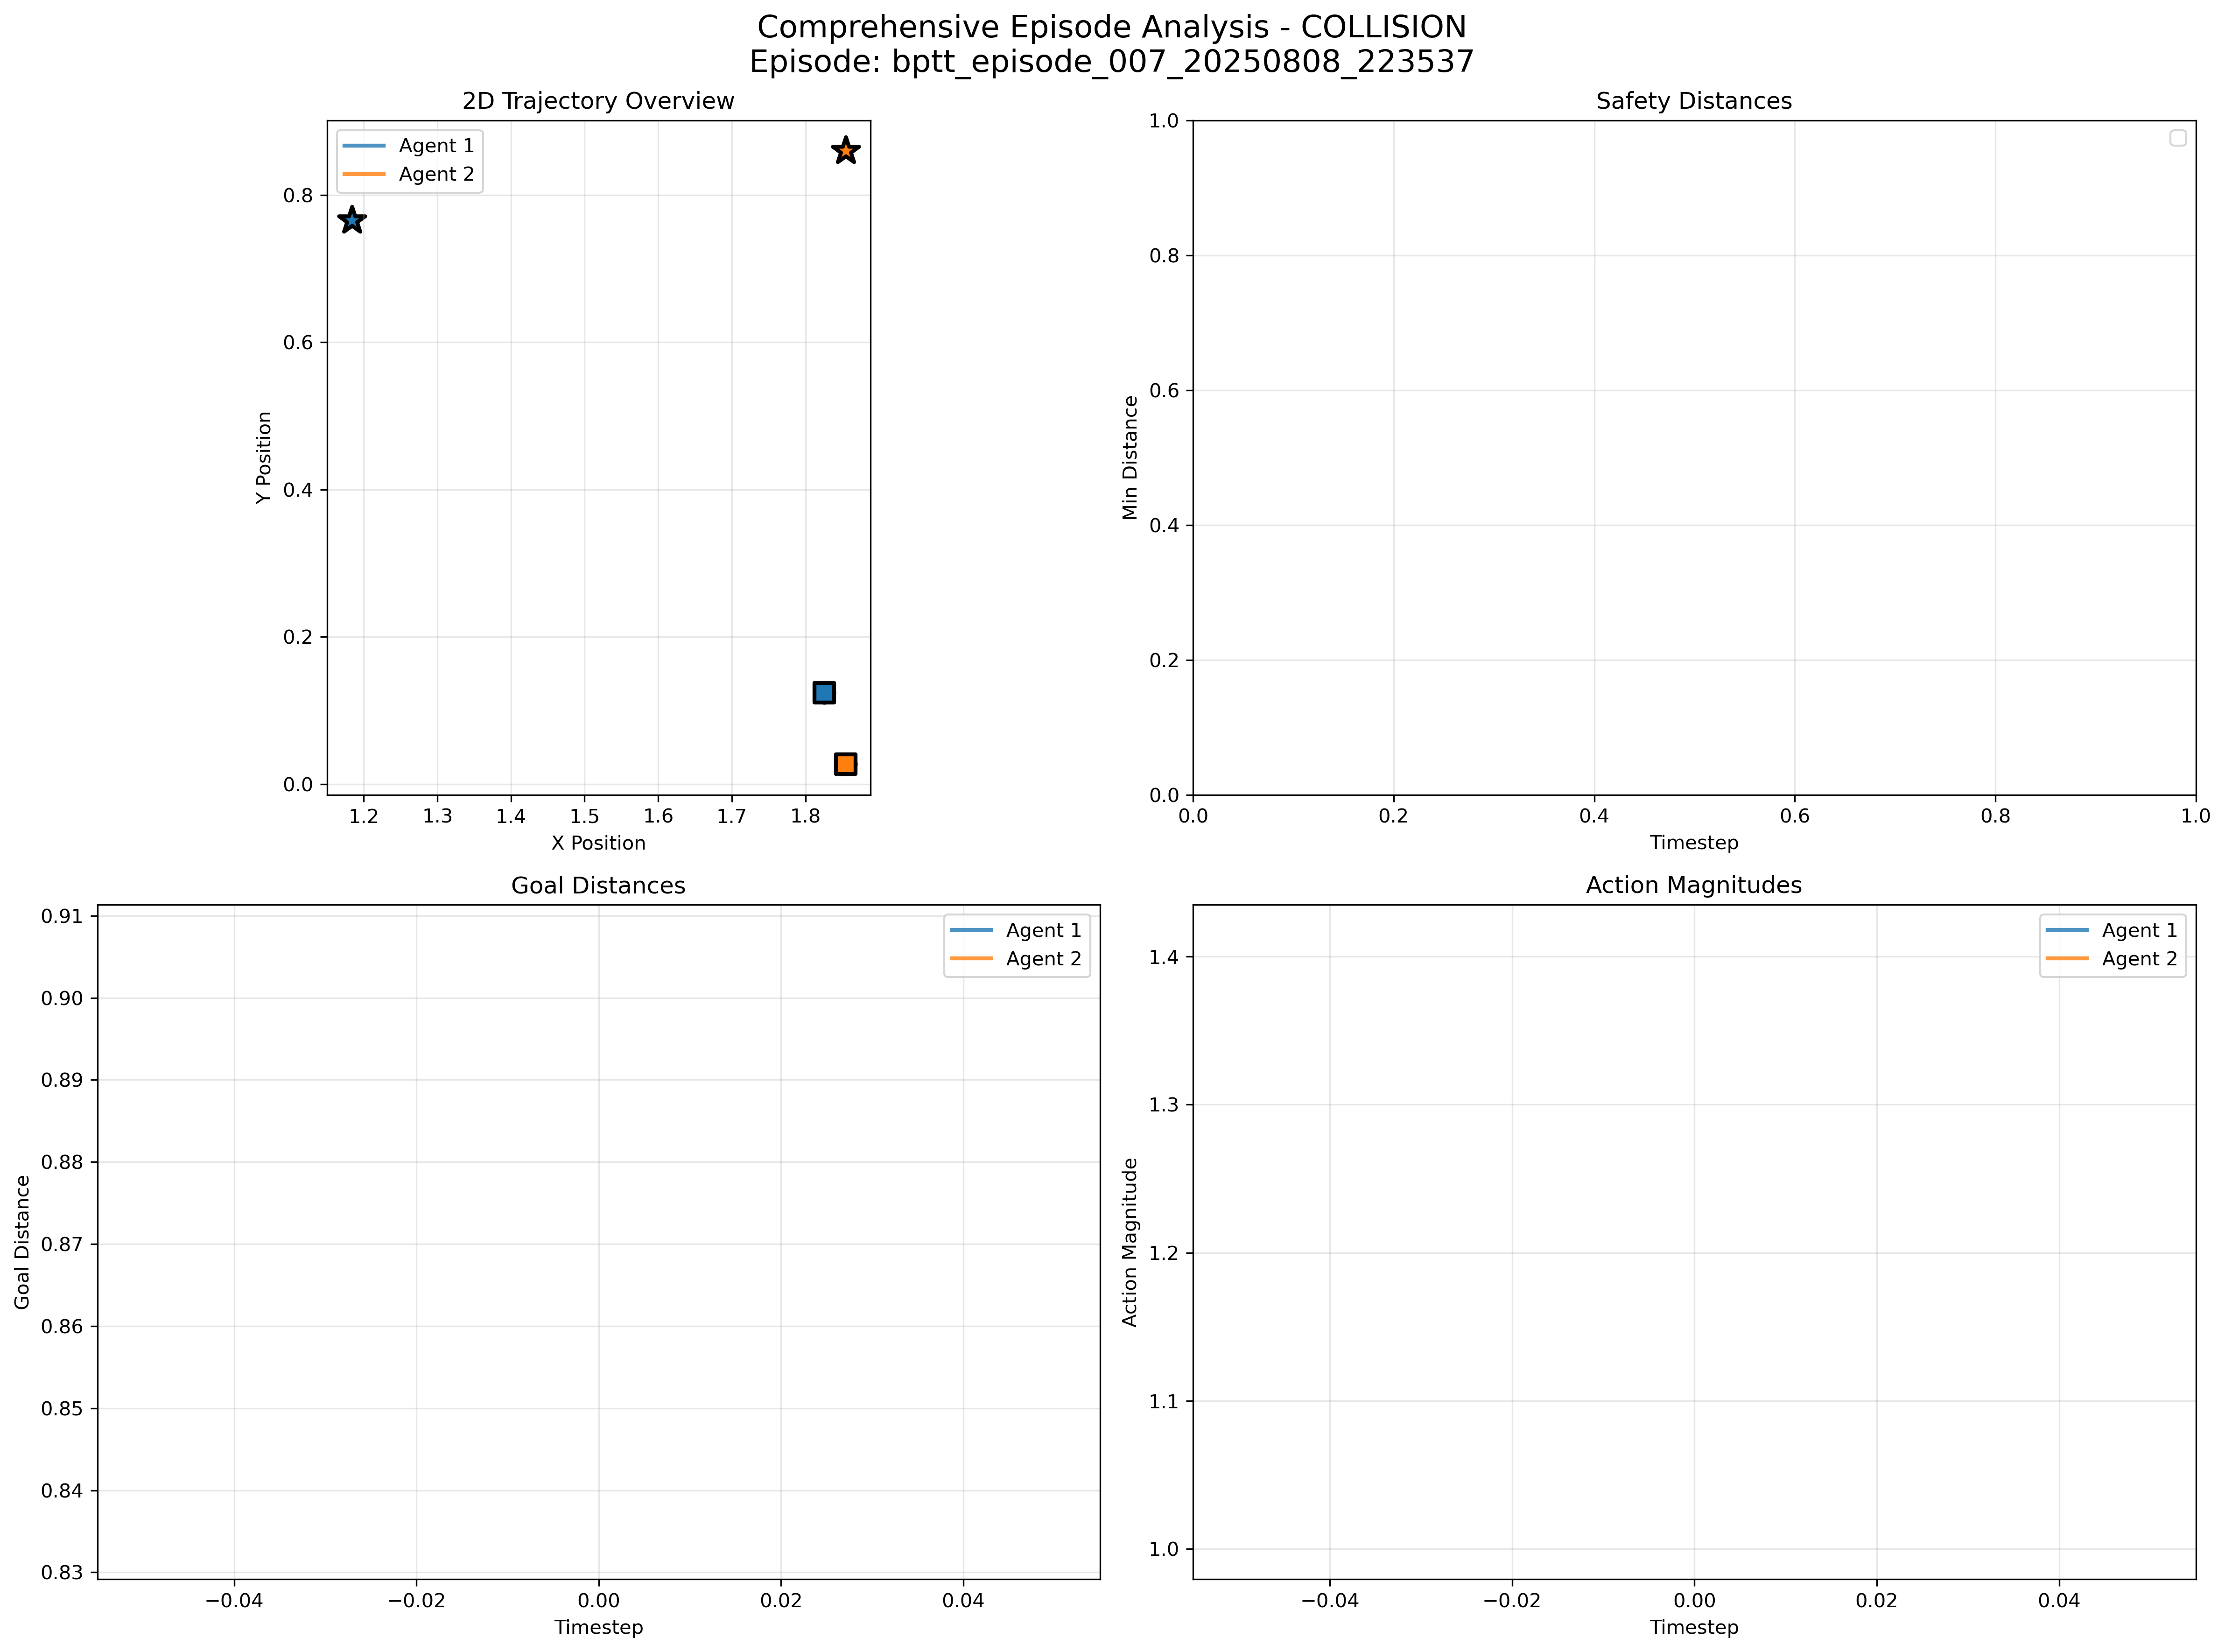 Comprehensive Episode Analysis - COLLISION
Episode: bptt_episode_007_20250808_223537
2D Trajectory Overview
Agent 1
Agent 2
0.8
0.6
0.4
0.2
0.0
Y Position
1.2 1.3 1.4 1.5 1.6 1.7 1.8
X Position
Safety Distances
1.0
0.8
0.6
0.4
0.2
0.0
Min Distance
0.0 0.2 0.4 0.6 0.8 1.0
Timestep
Goal Distances
Agent 1
Agent 2
0.91
0.90
0.89
0.88
0.87
0.86
0.85
0.84
0.83
Goal Distance
−0.04 −0.02 0.00 0.02 0.04
Timestep
Action Magnitudes
Agent 1
Agent 2
1.4
1.3
1.2
1.1
1.0
Action Magnitude
−0.04 −0.02 0.00 0.02 0.04
Timestep